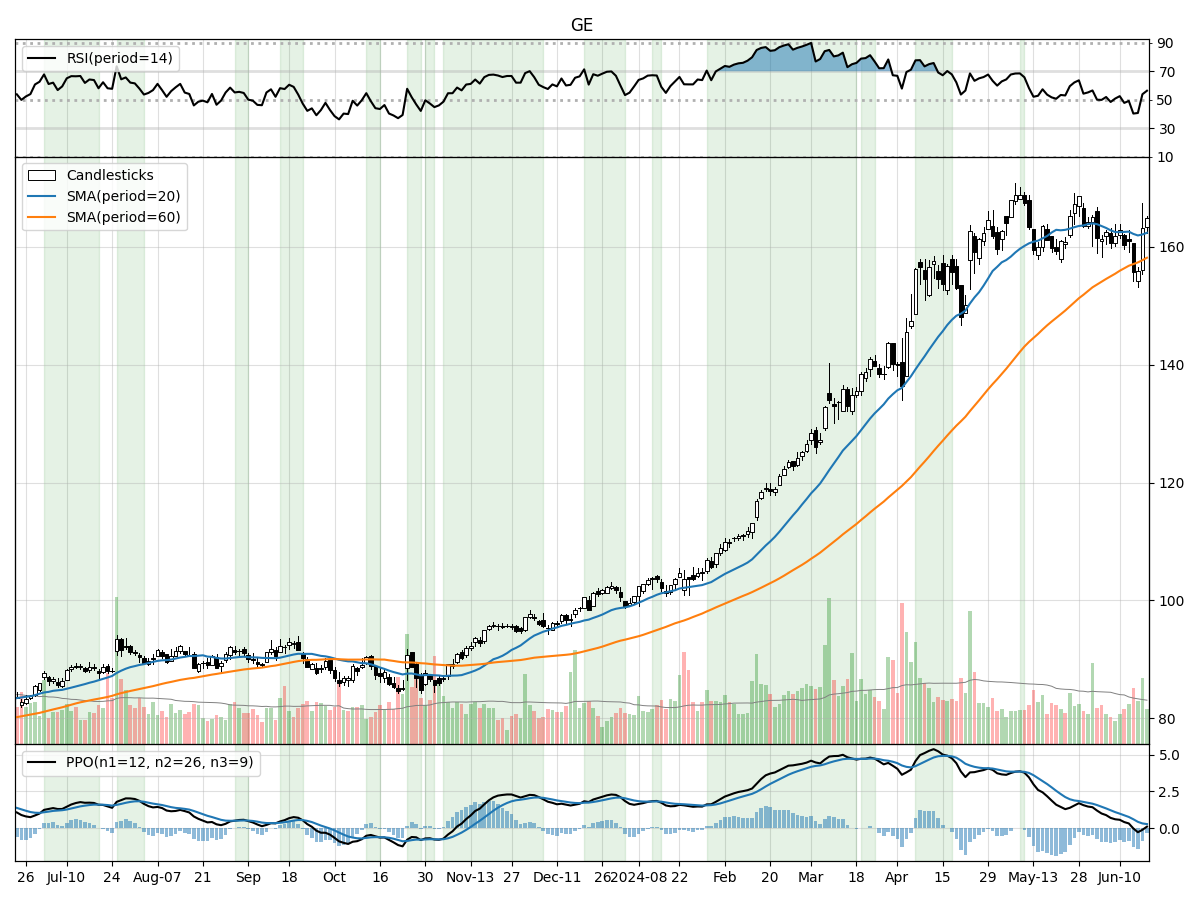 GE
RSI(period=14)
90
70
50
30
10
Candlesticks
SMA(period=20)
SMA(period=60)
160
140
120
100
80
PPO(n1=12, n2=26, n3=9)
5.0
2.5
0.0
26 Jul-10 24 Aug-07 21 Sep 18 Oct 16 30 Nov-13 27 Dec-11 26 2024-08 22 Feb 20 Mar 18 Apr 15 29 May-13 28 Jun-10